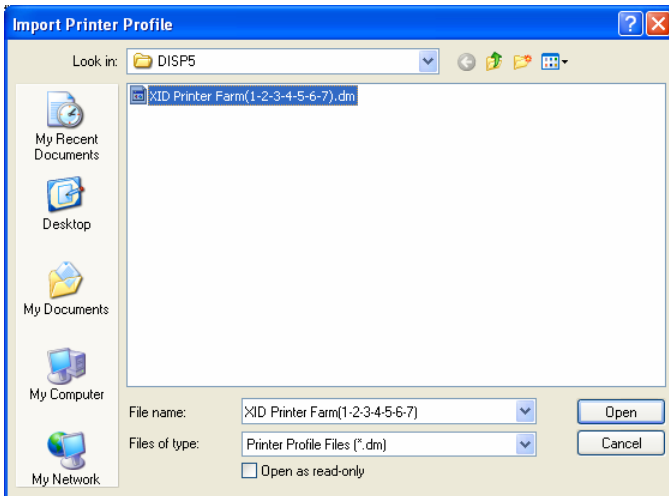 Import Printer Profile
Look in:
DISP5
XID Printer Farm(1-2-3-4-5-6-7).dm
My Recent
Documents
Desktop
My Documents
My Computer
My Network
File name:
XID Printer Farm(1-2-3-4-5-6-7)
Open
Files of type:
Printer Profile Files (*.dm)
Cancel
Open as read-only